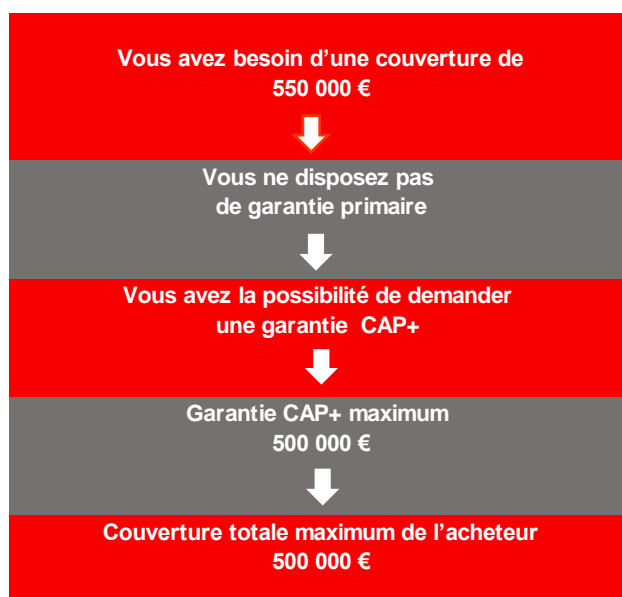 Vous avez besoin d’une couverture de
550 000 €
Vous ne disposez pas
de garantie primaire
Vous avez la possibilité de demander
une garantie CAP+
Garantie CAP+ maximum
500 000 €
Couverture totale maximum de l’acheteur
500 000 €